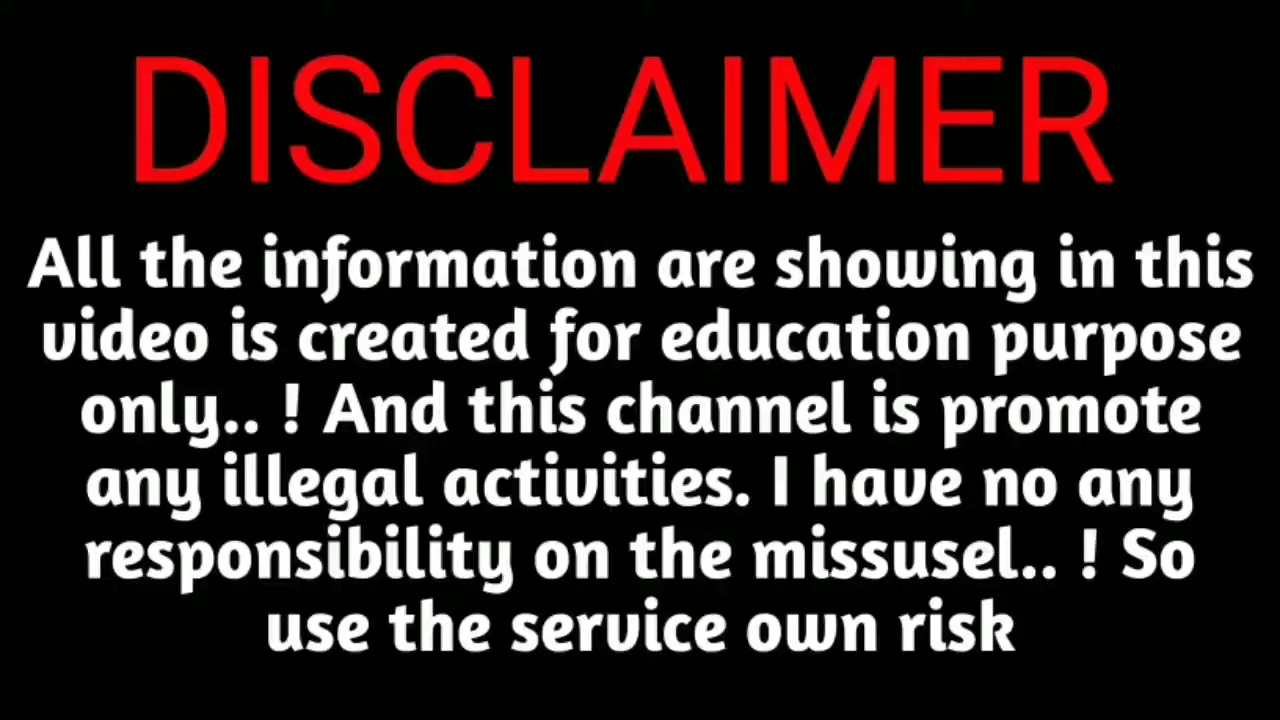 DISCLAIMER
All the information are showing in this
video is created for education purpose
only.. ! And this channel is promote
any illegal activities. I have no any
responsibility on the missusel.. ! So
use the service own risk